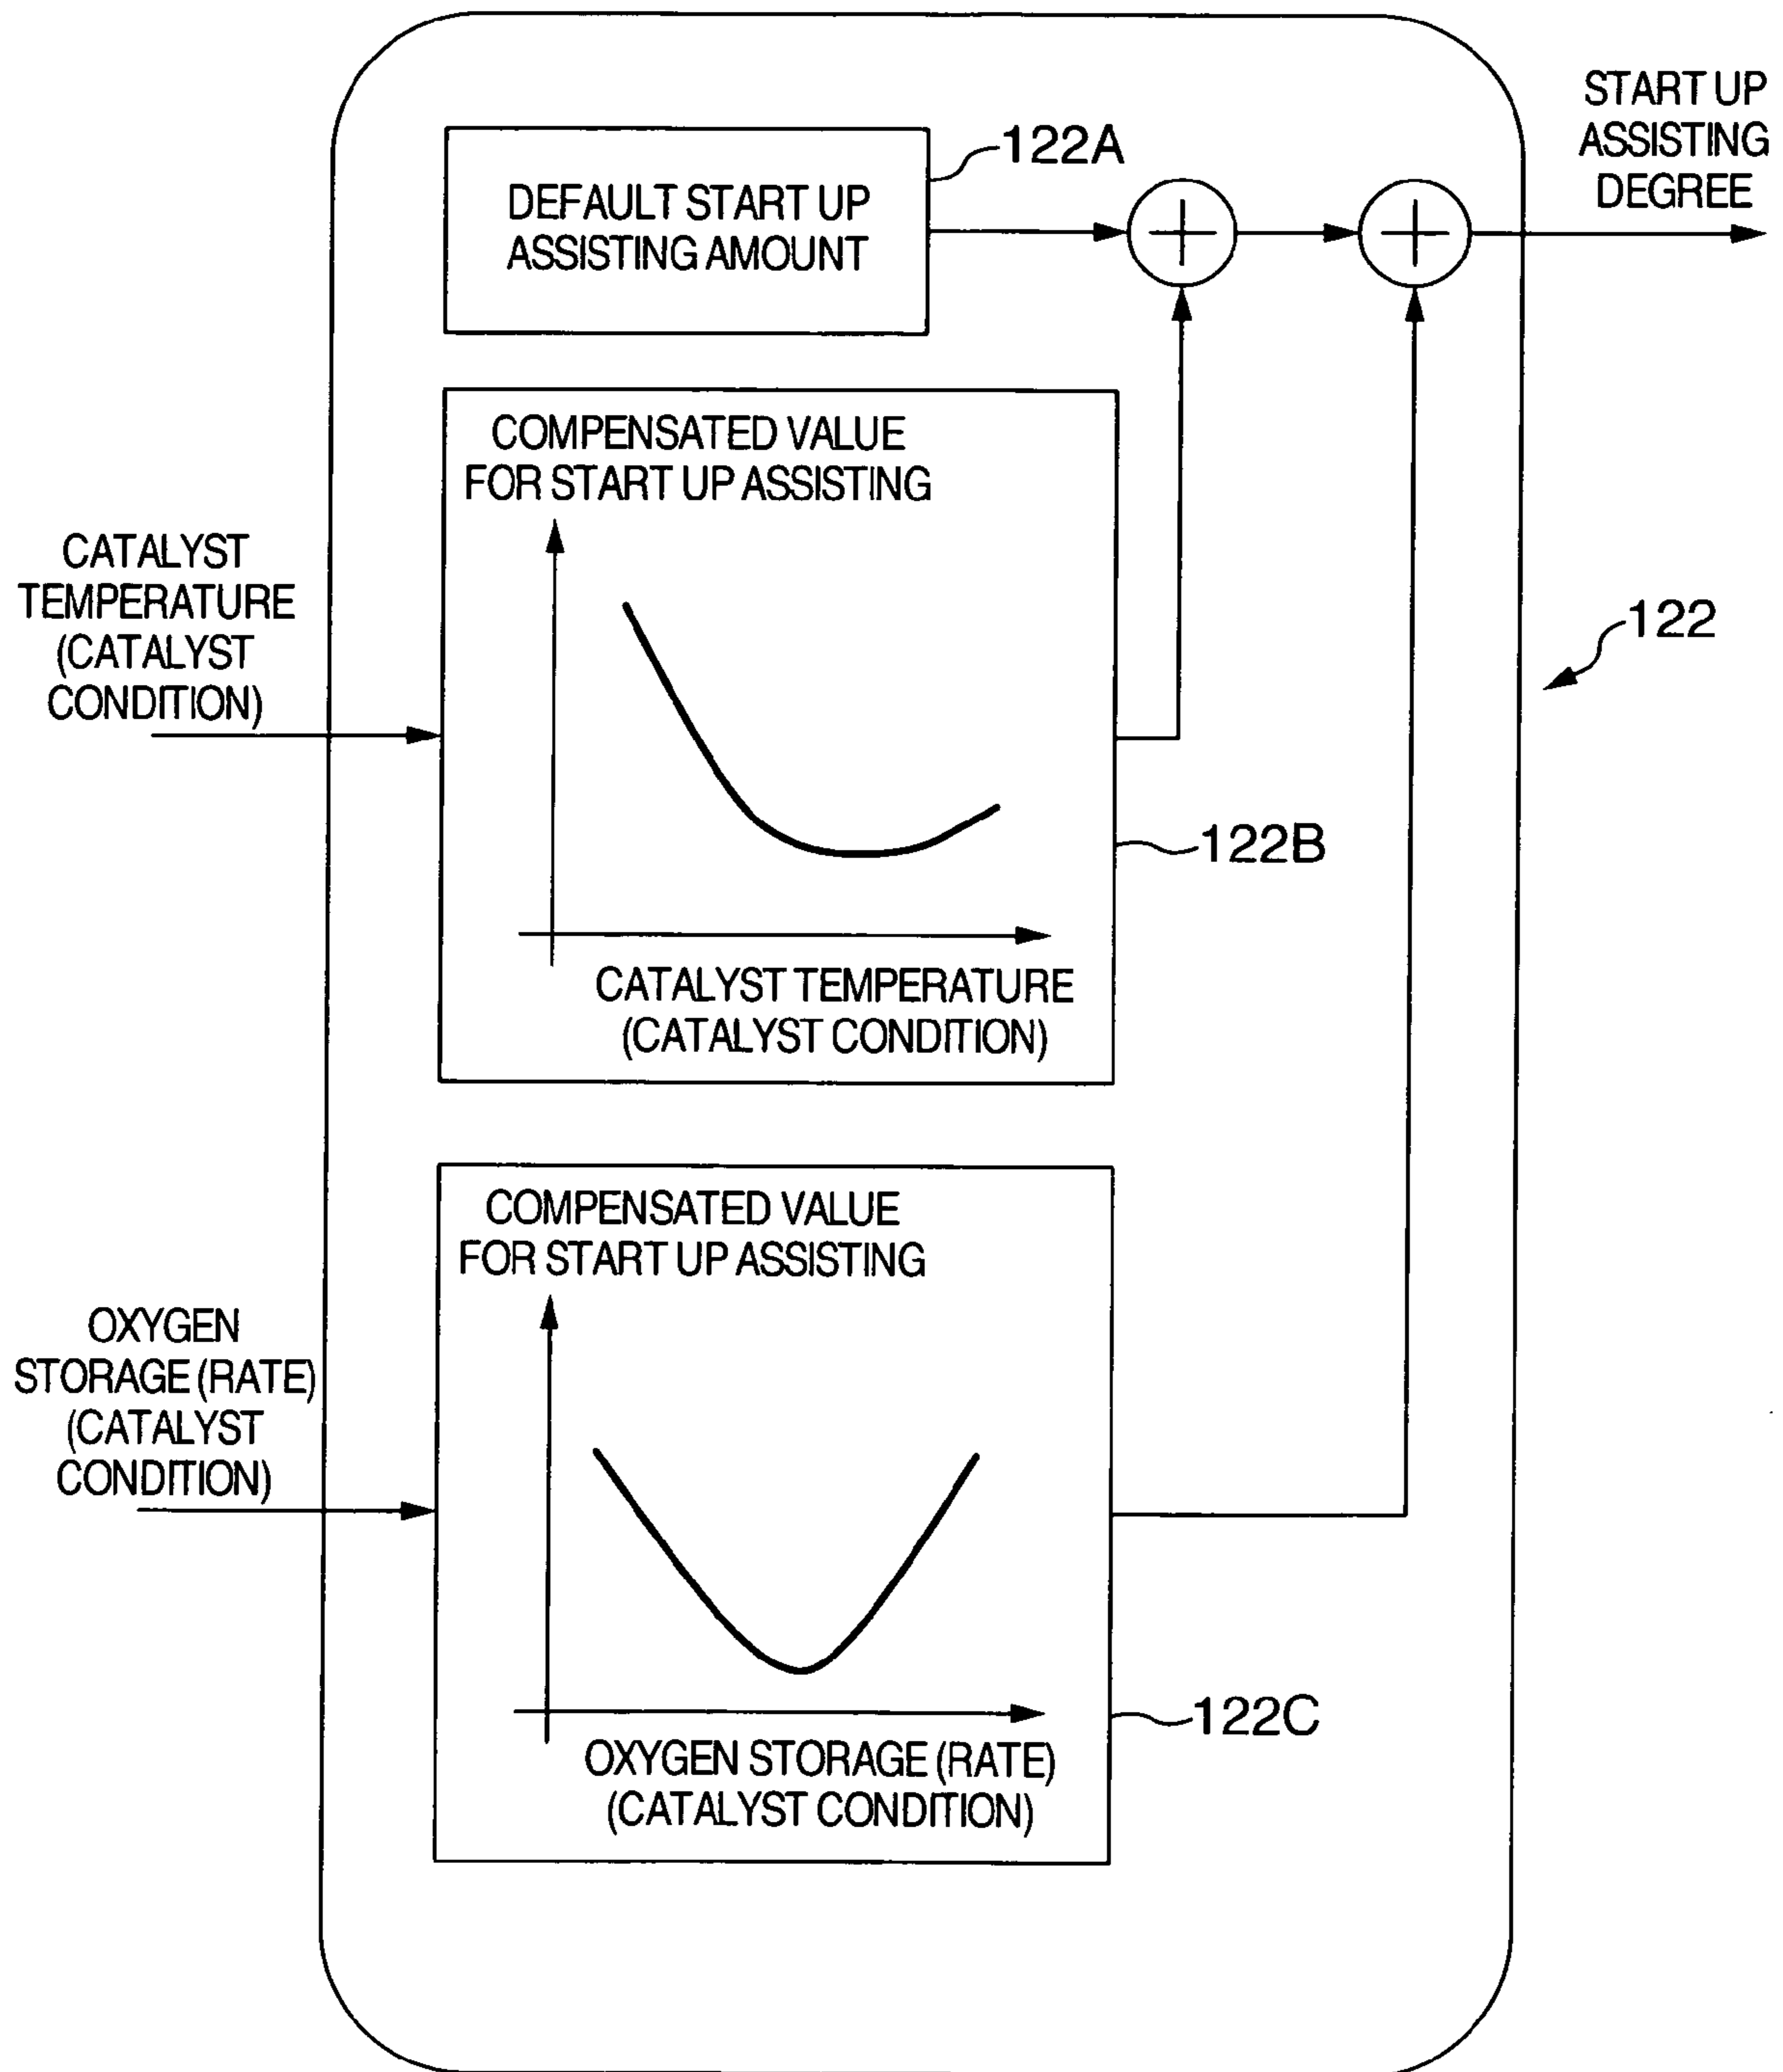 START UP
ASSISTING
DEGREE
122A
DEFAULT START UP
ASSISTING AMOUNT
COMPENSATED VALUE
FOR START UP ASSISTING
CATALYST
TEMPERATURE
(CATALYST
CONDITION)
122
122B
CATALYST TEMPERATURE
(CATALYST CONDITION)
COMPENSATED VALUE
FOR START UP ASSISTING
OXYGEN
STORAGE (RATE)
(CATALYST
CONDITION)
122C
OXYGEN STORAGE (RATE)
(CATALYST CONDITION)